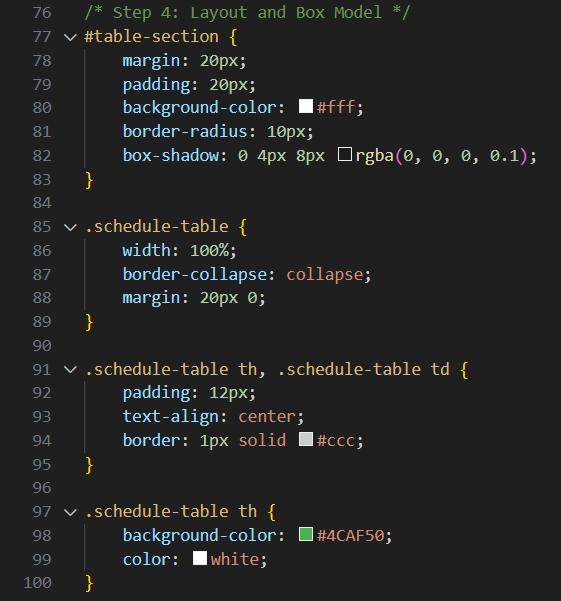 76 /* Step 4: Layout and Box Model */
77 #table-section {
78 margin: 20px;
79 padding: 20px;
80 background-color: #fff;
81 border-radius: 10px;
82 box-shadow: 0 4px 8px rgba(0, 0, 0, 0.1);
83 }
84
85 .schedule-table {
86 width: 100%;
87 border-collapse: collapse;
88 margin: 20px 0;
89 }
90
91 .schedule-table th, .schedule-table td {
92 padding: 12px;
93 text-align: center;
94 border: 1px solid #ccc;
95 }
96
97 .schedule-table th {
98 background-color: #4CAF50;
99 color: white;
100 }